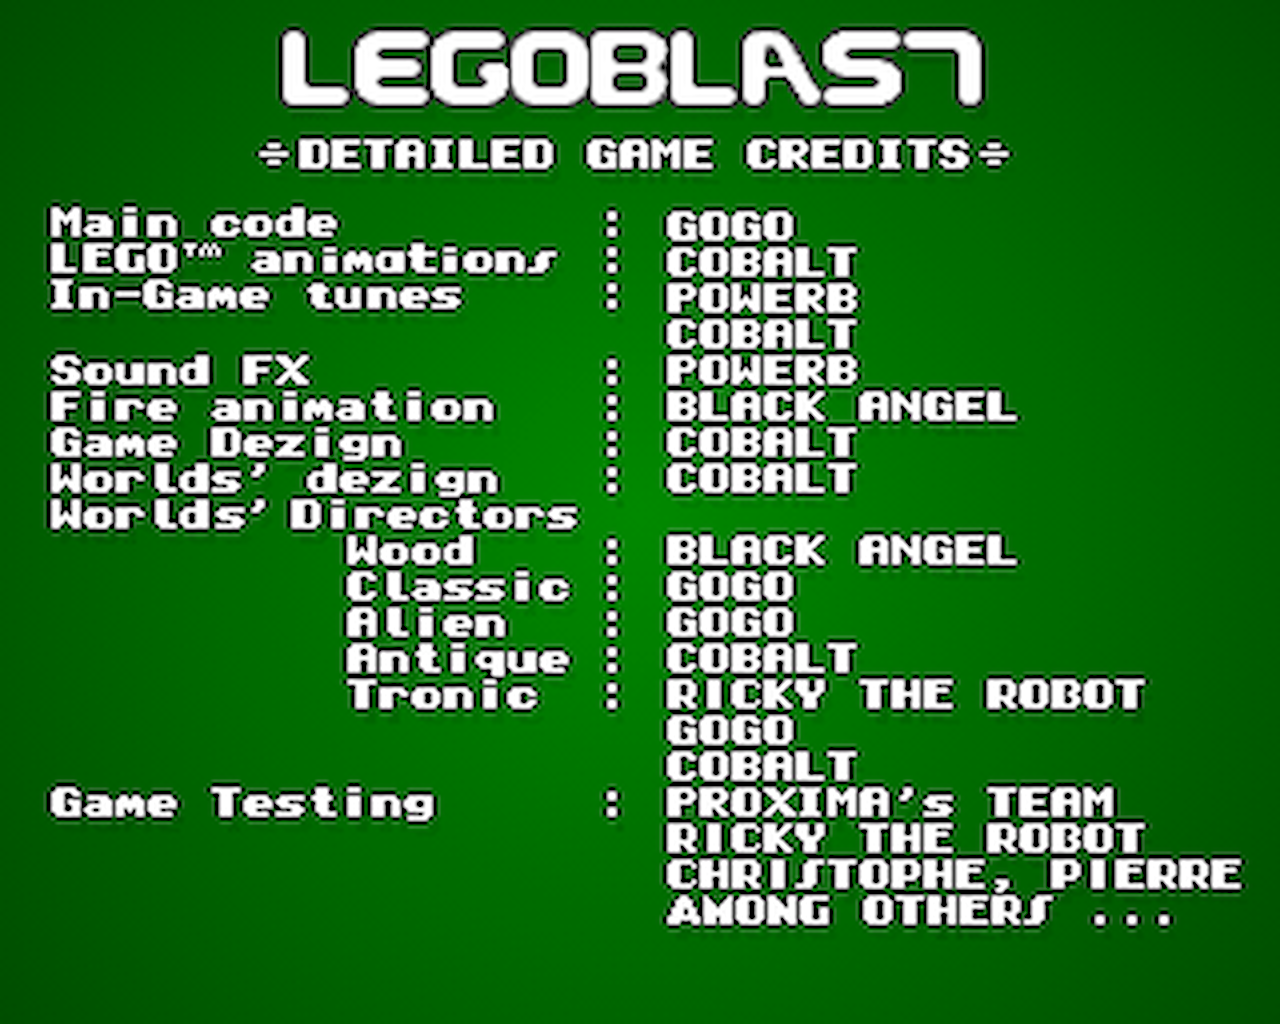 LEGOBLAST
÷DETAILED GAME CREDITS÷
Main code : GOGO
LEGO™ animations : COBALT
In-Game tunes : POWERB
COBALT
Sound FX : POWERB
Fire animation : BLACK ANGEL
Game Dezign : COBALT
Worlds' dezign : COBALT
Worlds' Directors
Wood : BLACK ANGEL
Classic : GOGO
Alien : GOGO
Antique : COBALT
Tronic : RICKY THE ROBOT
GOGO
COBALT
Game Testing : PROXIMA's TEAM
RICKY THE ROBOT
CHRISTOPHE, PIERRE
AMONG OTHERS ...